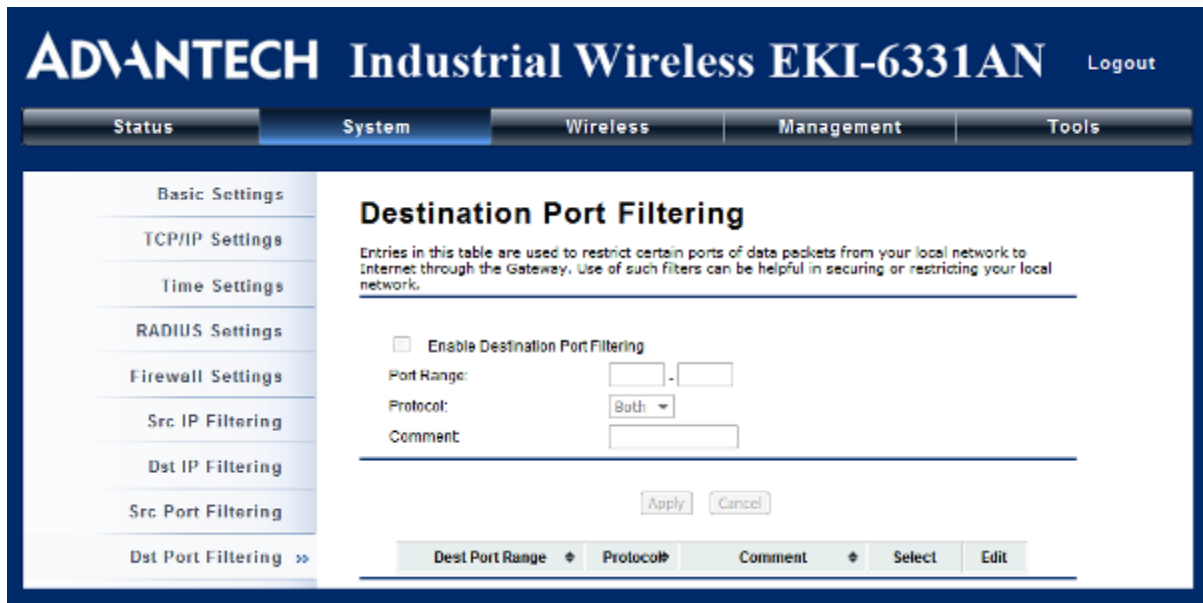 ADVANTECH Industrial Wireless EKI-6331AN Logout
Status System Wireless Management Tools
Basic Settings
TCP/IP Settings
Time Settings
RADIUS Settings
Firewall Settings
Src IP Filtering
Dst IP Filtering
Src Port Filtering
Dst Port Filtering »
Destination Port Filtering
Entries in this table are used to restrict certain ports of data packets from your local network to
Internet through the Gateway. Use of such filters can be helpful in securing or restricting your local
network.
Enable Destination Port Filtering
Port Range: -
Protocol: Both
Comment:
Apply Cancel
Dest Port Range Protocol Comment Select Edit